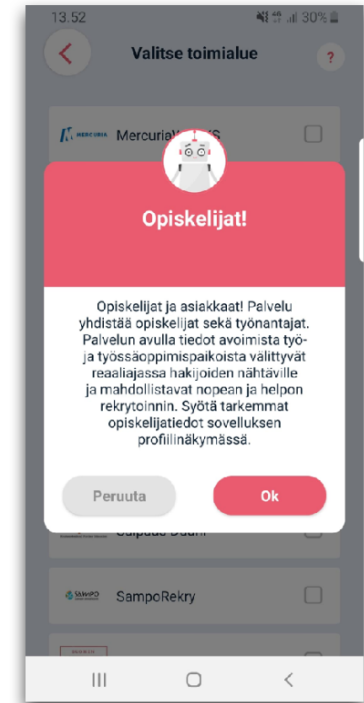 13.52
30%
Valitse toimialue
?
MERCURIA
Opiskelijat!
Opiskelijat ja asiakkaat! Palvelu
yhdistää opiskelijat sekä työnantajat.
Palvelun avulla tiedot avoimista työ-
ja työssäoppimispaikoista välittyvät
reaaliajassa hakijoiden nähtäville
ja mahdollistavat nopean ja helpon
rekrytoinnin. Syötä tarkemmat
opiskelijatiedot sovelluksen
profiilinäkymässä.
Peruuta
Ok
SampoRekry